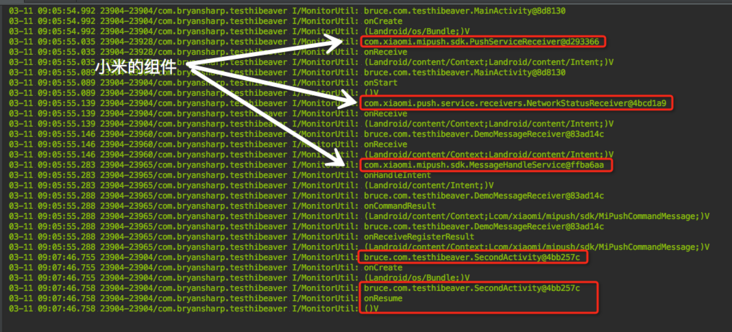 03-11 09:05:54.992 23904-23904/com.bryansharp.testhibeaver I/MonitorUtil: bruce.com.testhibeaver.MainActivity@8d8130
03-11 09:05:54.992 23904-23904/com.bryansharp.testhibeaver I/MonitorUtil: onCreate
03-11 09:05:54.992 23904-23904/com.bryansharp.testhibeaver I/MonitorUtil: (Landroid/os/Bundle;)V
03-11 09:05:55.035 23904-23928/com.bryansharp.testhibeaver I/MonitorUtil: com.xiaomi.mipush.sdk.PushServiceReceiver@d293366
03-11 09:05:55.035 23904-23928/com.bryansharp.testhibeaver I/MonitorUtil: onReceive
03-11 09:05:55.035 I/MonitorUtil: (Landroid/content/Context;Landroid/content/Intent;)V
小米的组件
03-11 09:05:55.089 I/MonitorUtil: bruce.com.testhibeaver.MainActivity@8d8130
03-11 09:05:55.089 23904-23904/com.bryansharp.testhibeaver I/MonitorUtil: onStart
03-11 09:05:55.089 23904-23904/com.bryansharp.testhibeaver I/MonitorUtil: ()V
03-11 09:05:55.139 23904-23904/com.bryansharp.testhibeaver I/MonitorUtil: com.xiaomi.push.service.receivers.NetworkStatusReceiver@4bcd1a9
03-11 09:05:55.139 23904-23904/com.bryansharp.testhibeaver I/MonitorUtil: onReceive
03-11 09:05:55.139 23904-23904/com.bryansharp.testhibeaver I/MonitorUtil: (Landroid/content/Context;Landroid/content/Intent;)V
03-11 09:05:55.146 23904-23960/com.bryansharp.testhibeaver I/MonitorUtil: bruce.com.testhibeaver.DemoMessageReceiver@83ad14c
03-11 09:05:55.146 23904-23960/com.bryansharp.testhibeaver I/MonitorUtil: onReceive
03-11 09:05:55.146 23904-23960/com.bryansharp.testhibeaver I/MonitorUtil: (Landroid/content/Context;Landroid/content/Intent;)V
03-11 09:05:55.283 23904-23965/com.bryansharp.testhibeaver I/MonitorUtil: com.xiaomi.mipush.sdk.MessageHandleService@ffba6aa
03-11 09:05:55.283 23904-23965/com.bryansharp.testhibeaver I/MonitorUtil: onHandleIntent
03-11 09:05:55.283 23904-23965/com.bryansharp.testhibeaver I/MonitorUtil: (Landroid/content/Intent;)V
03-11 09:05:55.288 23904-23965/com.bryansharp.testhibeaver I/MonitorUtil: bruce.com.testhibeaver.DemoMessageReceiver@83ad14c
03-11 09:05:55.288 23904-23965/com.bryansharp.testhibeaver I/MonitorUtil: onCommandResult
03-11 09:05:55.288 23904-23965/com.bryansharp.testhibeaver I/MonitorUtil: (Landroid/content/Context;Lcom/xiaomi/mipush/sdk/MiPushCommandMessage;)V
03-11 09:05:55.288 23904-23965/com.bryansharp.testhibeaver I/MonitorUtil: bruce.com.testhibeaver.DemoMessageReceiver@83ad14c
03-11 09:05:55.288 23904-23965/com.bryansharp.testhibeaver I/MonitorUtil: onReceiveRegisterResult
03-11 09:05:55.288 23904-23965/com.bryansharp.testhibeaver I/MonitorUtil: (Landroid/content/Context;Lcom/xiaomi/mipush/sdk/MiPushCommandMessage;)V
03-11 09:07:46.755 23904-23904/com.bryansharp.testhibeaver I/MonitorUtil: bruce.com.testhibeaver.SecondActivity@4bb257c
03-11 09:07:46.755 23904-23904/com.bryansharp.testhibeaver I/MonitorUtil: onCreate
03-11 09:07:46.755 23904-23904/com.bryansharp.testhibeaver I/MonitorUtil: (Landroid/os/Bundle;)V
03-11 09:07:46.758 23904-23904/com.bryansharp.testhibeaver I/MonitorUtil: bruce.com.testhibeaver.SecondActivity@4bb257c
03-11 09:07:46.758 23904-23904/com.bryansharp.testhibeaver I/MonitorUtil: onResume
03-11 09:07:46.758 23904-23904/com.bryansharp.testhibeaver I/MonitorUtil: ()V